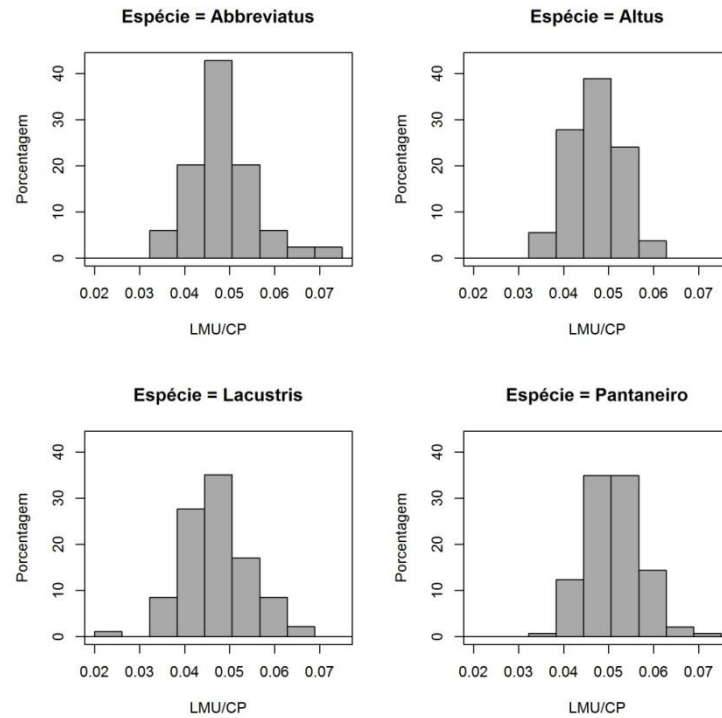 Espécie = Abbreviatus
Porcentagem
0 10 20 30 40
0.02 0.03 0.04 0.05 0.06 0.07
LMU/CP
Espécie = Altus
Porcentagem
0 10 20 30 40
0.02 0.03 0.04 0.05 0.06 0.07
LMU/CP
Espécie = Lacustris
Porcentagem
0 10 20 30 40
0.02 0.03 0.04 0.05 0.06 0.07
LMU/CP
Espécie = Pantaneiro
Porcentagem
0 10 20 30 40
0.02 0.03 0.04 0.05 0.06 0.07
LMU/CP